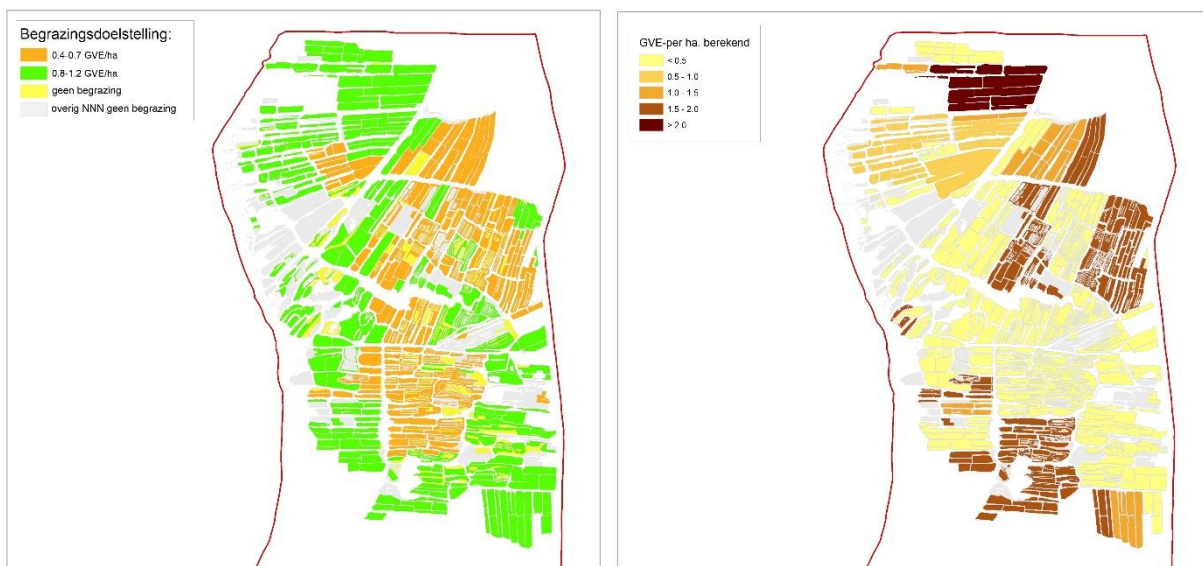 Begrazingsdoelstelling:
0.4-0.7 GVE/ha
0.8-1.2 GVE/ha
geen begrazing
overig NNN geen begrazing
GVE-per ha. berekend
< 0.5
0.5 - 1.0
1.0 - 1.5
1.5 - 2.0
> 2.0